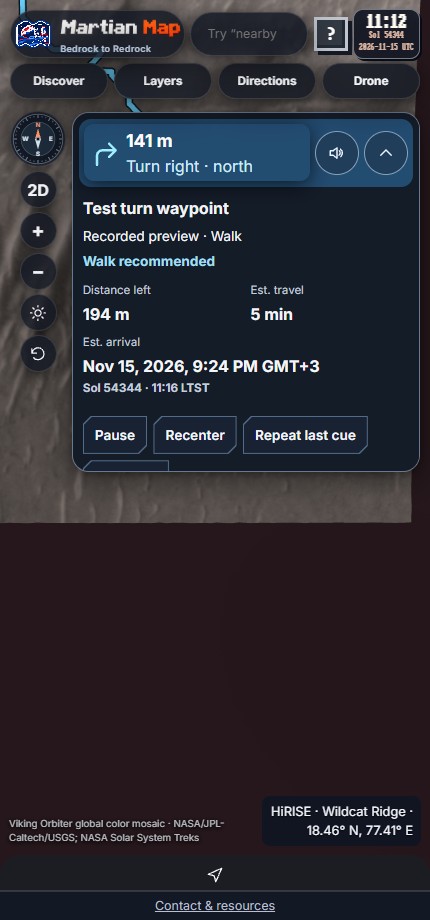 Martian Map
Bedrock to Redrock
Try "nearby
?
11:12
Sol 54344
2026-11-15 UTC
Discover
Layers
Directions
Drone
N
W E
S
2D
+
−
141 m
Turn right · north
Test turn waypoint
Recorded preview · Walk
Walk recommended
Distance left
Est. travel
194 m
5 min
Est. arrival
Nov 15, 2026, 9:24 PM GMT+3
Sol 54344 · 11:16 LTST
Pause
Recenter
Repeat last cue
HiRISE · Wildcat Ridge ·
18.46° N, 77.41° E
Viking Orbiter global color mosaic · NASA/JPL-
Caltech/USGS; NASA Solar System Treks
Contact & resources